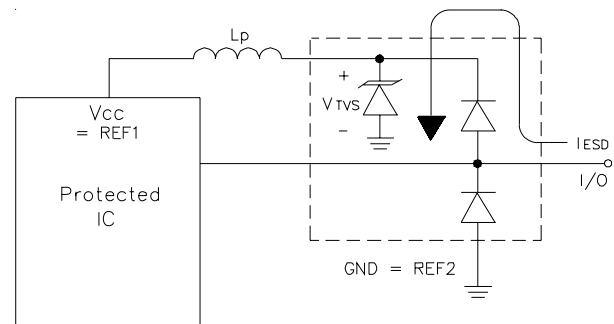 Lp
+
VTVS
-
VCC
= REF1
Protected
IC
IESD
I/O
GND = REF2